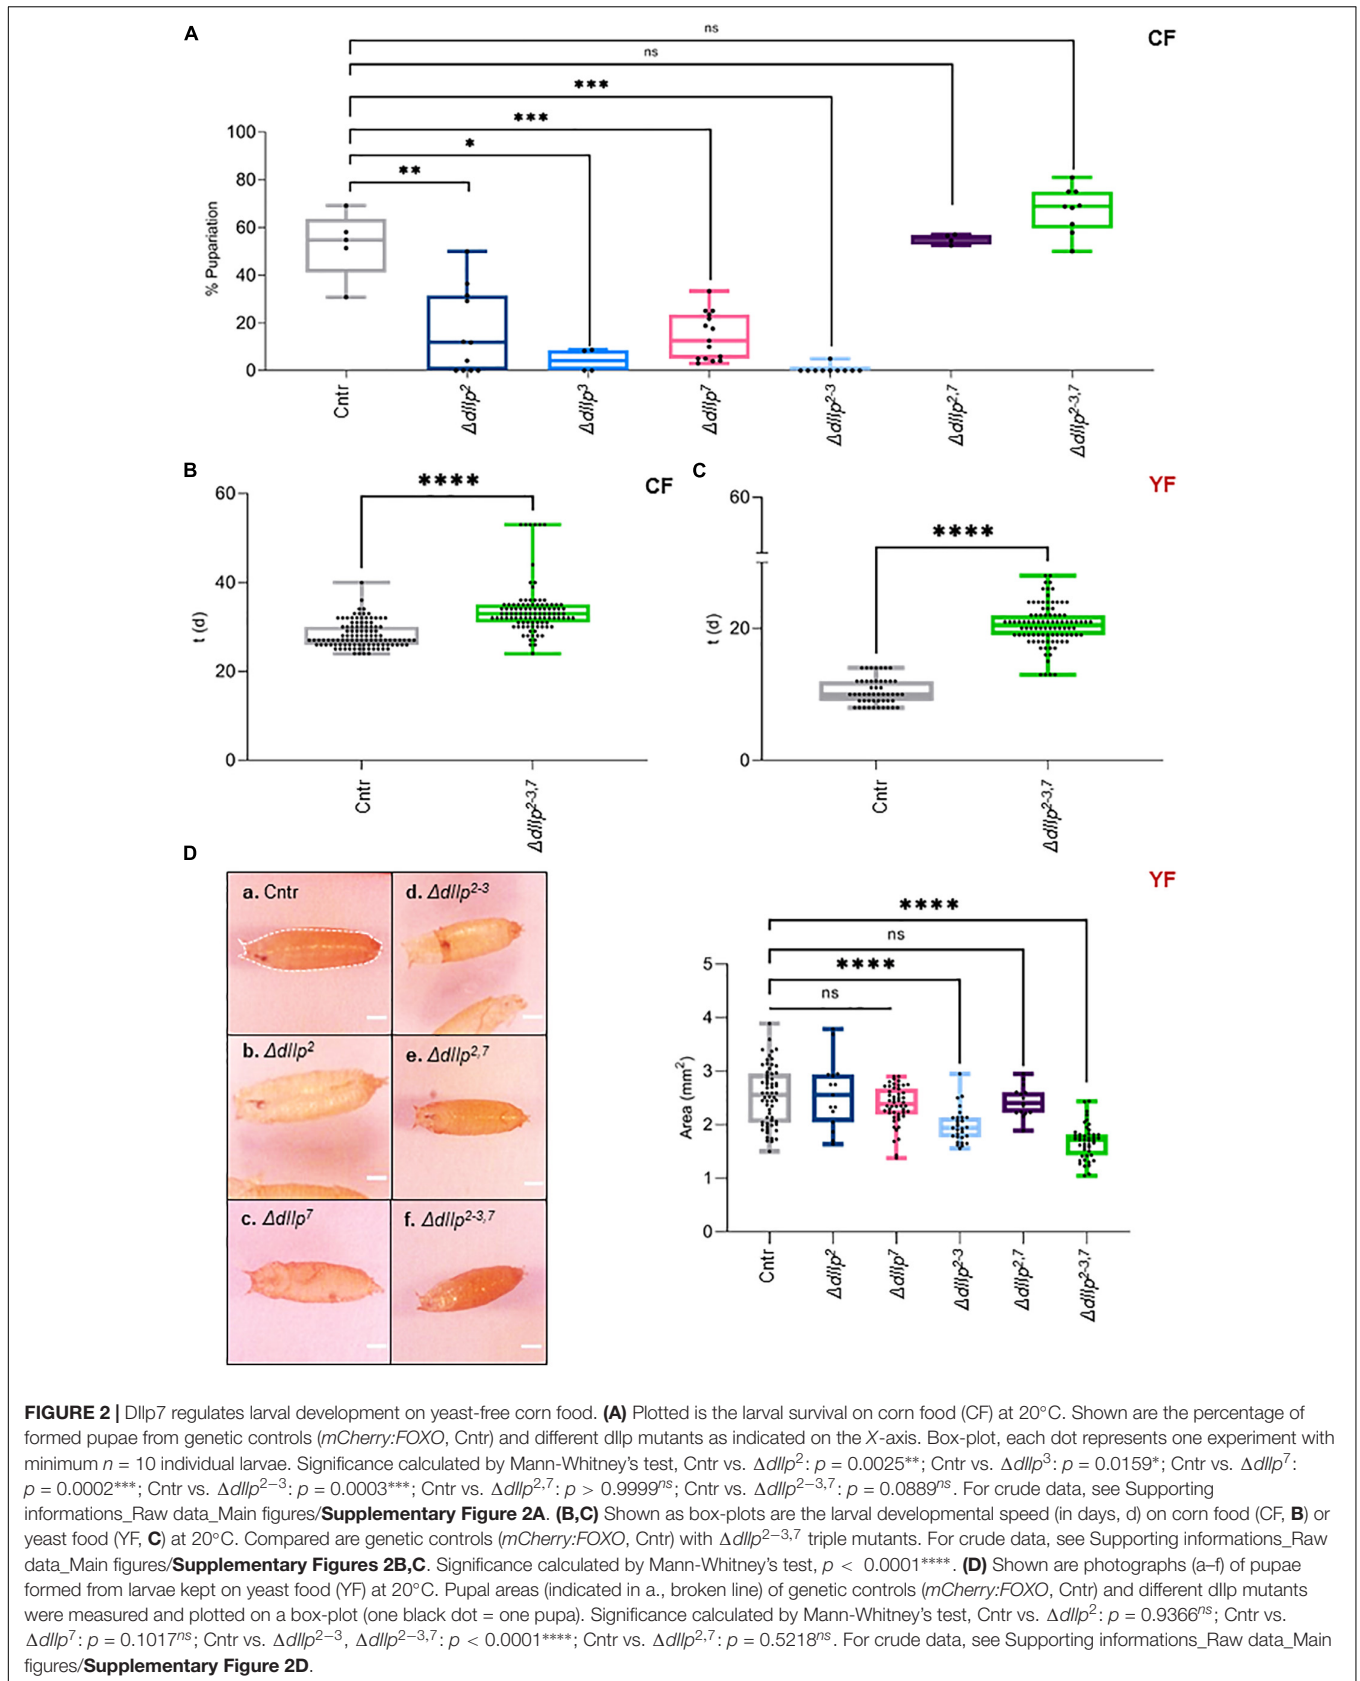 A
CF
ns
ns
***
***
*
**
% Pupariation
100
80
60
40
20
0
Cntr
Δdllp2
Δdllp3
Δdllp7
Δdllp2-3
Δdllp2,7
Δdllp2-3,7
B
CF
****
t (d)
60
40
20
0
Cntr
Δdllp2-3,7
C
YF
****
t (d)
60
20
0
Cntr
Δdllp2-3,7
D
a. Cntr
d. Δdllp2-3
b. Δdllp2
e. Δdllp2,7
c. Δdllp7
f. Δdllp2-3,7
YF
****
ns
****
ns
Area (mm2)
5
4
3
2
1
0
Cntr
Δdllp2
Δdllp7
Δdllp2-3
Δdllp2,7
Δdllp2-3,7
FIGURE 2 | Dllp7 regulates larval development on yeast-free corn food. (A) Plotted is the larval survival on corn food (CF) at 20°C. Shown are the percentage of
formed pupae from genetic controls (mCherry:FOXO, Cntr) and different dllp mutants as indicated on the X-axis. Box-plot, each dot represents one experiment with
minimum n = 10 individual larvae. Significance calculated by Mann-Whitney's test, Cntr vs. Δdllp2: p = 0.0025**; Cntr vs. Δdllp3: p = 0.0159*; Cntr vs. Δdllp7:
p = 0.0002***; Cntr vs. Δdllp2−3: p = 0.0003***; Cntr vs. Δdllp2,7: p > 0.9999ns; Cntr vs. Δdllp2−3,7: p = 0.0889ns. For crude data, see Supporting
informations_Raw data_Main figures/Supplementary Figure 2A. (B,C) Shown as box-plots are the larval developmental speed (in days, d) on corn food (CF, B) or
yeast food (YF, C) at 20°C. Compared are genetic controls (mCherry:FOXO, Cntr) with Δdllp2−3,7 triple mutants. For crude data, see Supporting informations_Raw
data_Main figures/Supplementary Figures 2B,C. Significance calculated by Mann-Whitney's test, p < 0.0001****. (D) Shown are photographs (a–f) of pupae
formed from larvae kept on yeast food (YF) at 20°C. Pupal areas (indicated in a., broken line) of genetic controls (mCherry:FOXO, Cntr) and different dllp mutants
were measured and plotted on a box-plot (one black dot = one pupa). Significance calculated by Mann-Whitney's test, Cntr vs. Δdllp2: p = 0.9366ns; Cntr vs.
Δdllp7: p = 0.1017ns; Cntr vs. Δdllp2−3, Δdllp2−3,7: p < 0.0001****; Cntr vs. Δdllp2,7: p = 0.5218ns. For crude data, see Supporting informations_Raw data_Main
figures/Supplementary Figure 2D.